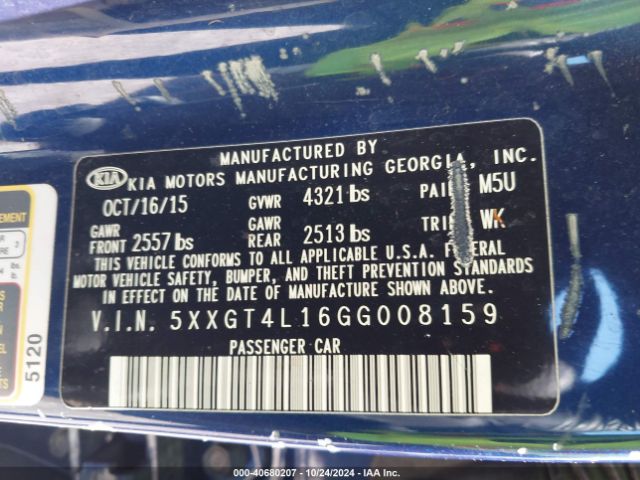 MANUFACTURED BY
KIA KIA MOTORS MANUFACTURING GEORGIA, INC.
OCT/16/15 GVWR 4321 lbs PAINT M5U
GAWR FRONT 2557 lbs GAWR REAR 2513 lbs TRIM WK
THIS VEHICLE CONFORMS TO ALL APPLICABLE U.S.A. FEDERAL
MOTOR VEHICLE SAFETY, BUMPER, AND THEFT PREVENTION STANDARDS
IN EFFECT ON THE DATE OF MANUFACTURE SHOWN ABOVE.
V.I.N. 5XXGT4L16GG008159
PASSENGER CAR
5120
000-40680207 - 10/24/2024 - IAA Inc.